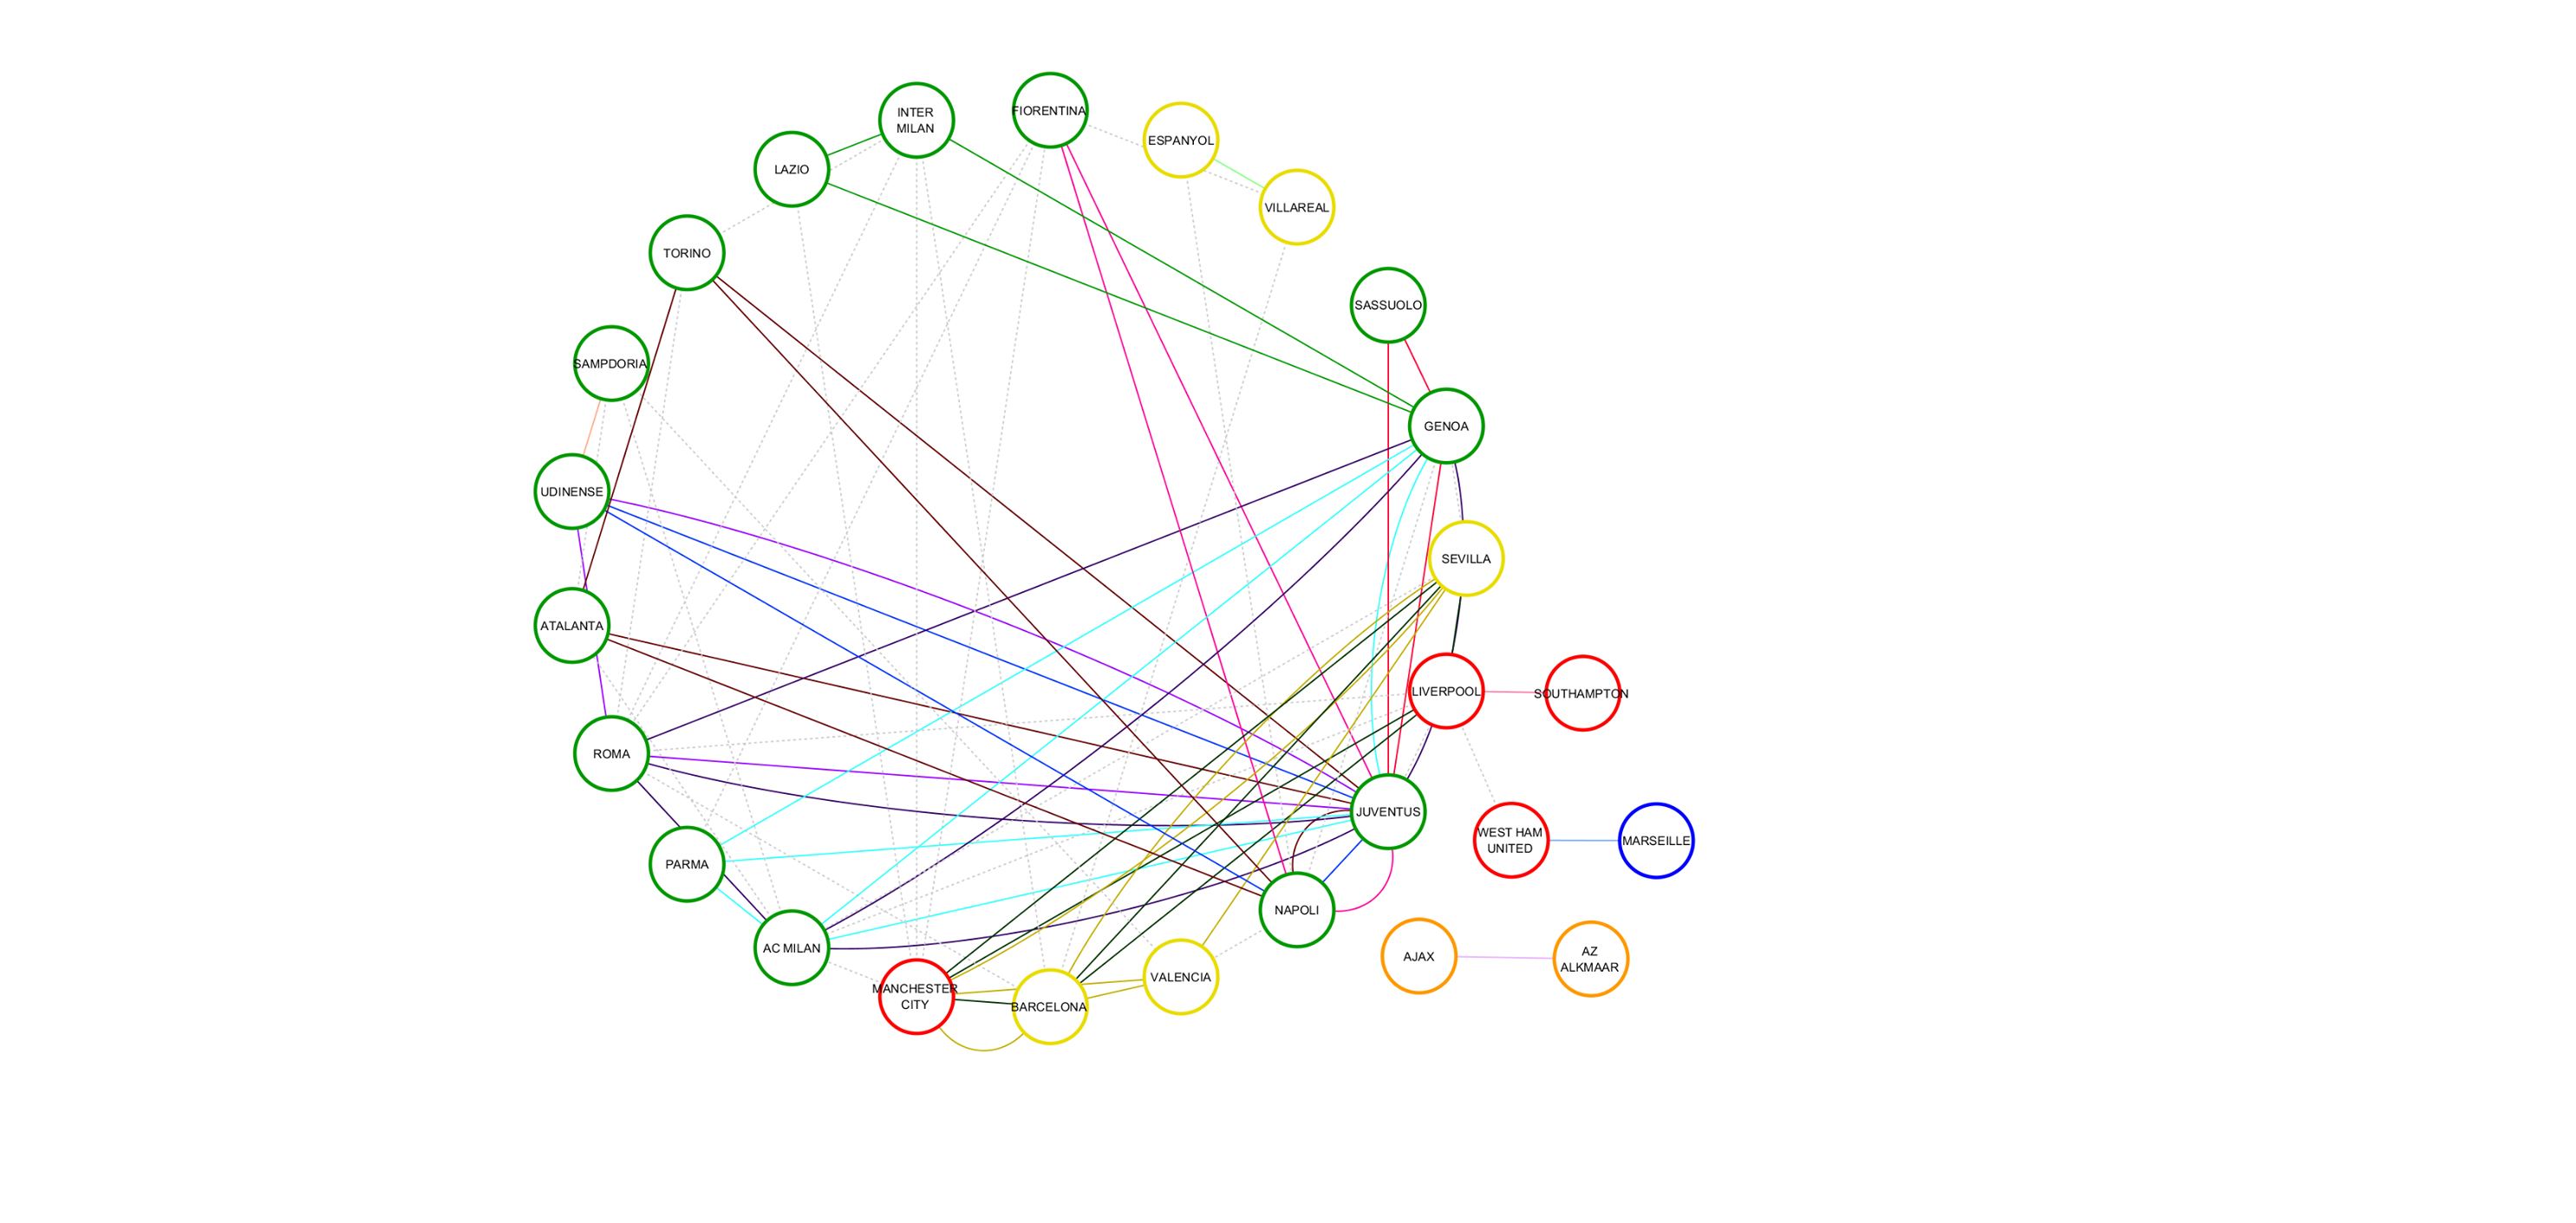 FIORENTINA
INTER
MILAN
ESPANYOL
LAZIO
VILLAREAL
TORINO
SASSUOLO
SAMPDORIA
GENOA
UDINENSE
SEVILLA
ATALANTA
LIVERPOOL
SOUTHAMPTON
ROMA
JUVENTUS
WEST HAM
UNITED
MARSEILLE
PARMA
NAPOLI
AC MILAN
AJAX
AZ
ALKMAAR
VALENCIA
MANCHESTER
CITY
BARCELONA